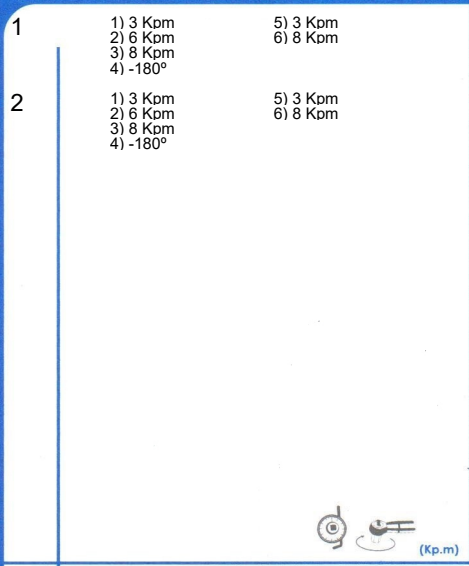 1
1) 3 Kpm
2) 6 Kpm
3) 8 Kpm
4) -180º
5) 3 Kpm
6) 8 Kpm
2
1) 3 Kpm
2) 6 Kpm
3) 8 Kpm
4) -180º
5) 3 Kpm
6) 8 Kpm
(Kp.m)